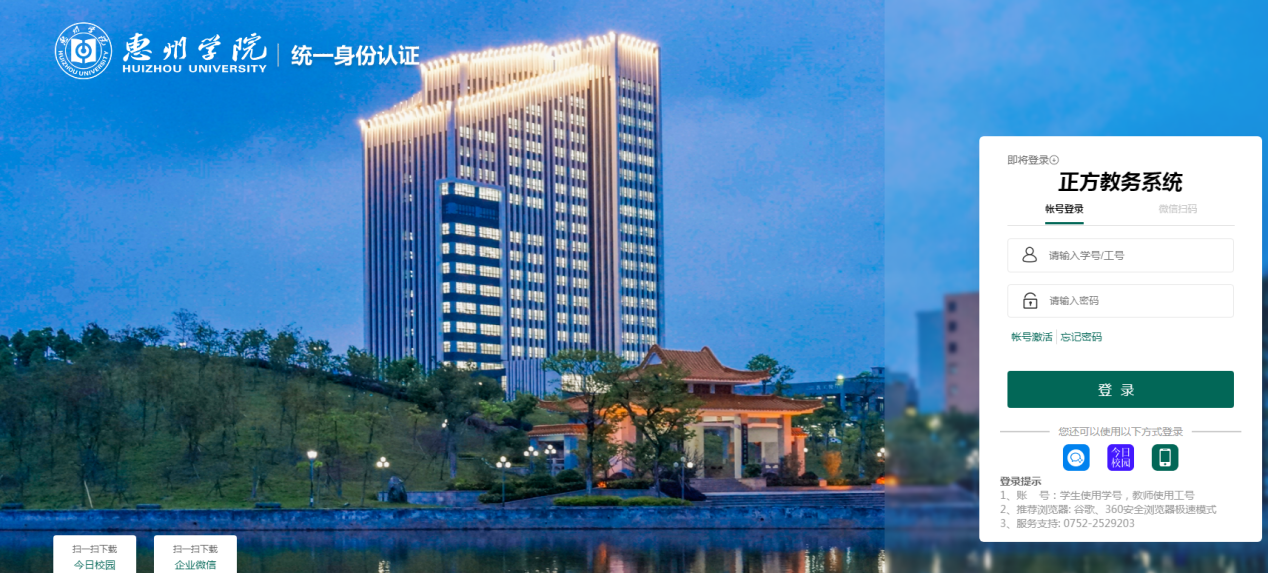 惠州学院
HUIZHOU UNIVERSITY
统一身份认证
即将登录
正方教务系统
帐号登录 微信扫码
请输入学号/工号
请输入密码
帐号激活 忘记密码
登 录
您还可以使用以下方式登录
今日
校园
登录提示
1、账 号：学生使用学号，教师使用工号
2、推荐浏览器: 谷歌、360安全浏览器极速模式
3、服务支持: 0752-2529203
扫一扫下载 扫一扫下载
今日校园 企业微信